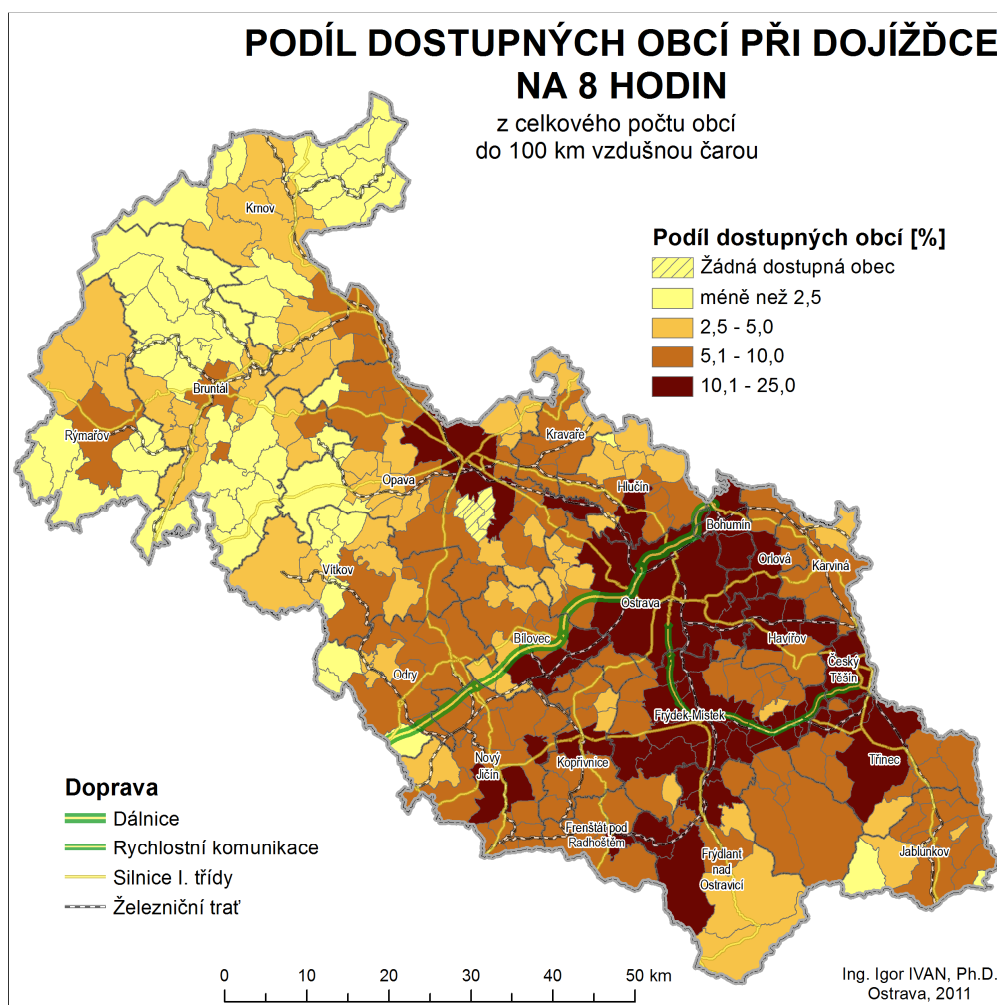 PODÍL DOSTUPNÝCH OBCÍ PŘI DOJÍŽĎCE
NA 8 HODIN
z celkového počtu obcí
do 100 km vzdušnou čarou
Podíl dostupných obcí [%]
Žádná dostupná obec
méně než 2,5
2,5 - 5,0
5,1 - 10,0
10,1 - 25,0
Krnov
Bruntál
Rýmařov
Kravaře
Opava
Hlučín
Bohumín
Orlová
Karviná
Vítkov
Ostrava
Bílovec
Havířov
Český
Těšín
Odry
Frýdek-Místek
Nový
Jičín
Kopřivnice
Třinec
Frenštát pod
Radhoštěm
Frýdlant
nad
Ostravicí
Jablunkov
Doprava
Dálnice
Rychlostní komunikace
Silnice I. třídy
Železniční trať
0 10 20 30 40 50 km
Ing. Igor IVAN, Ph.D.
Ostrava, 2011